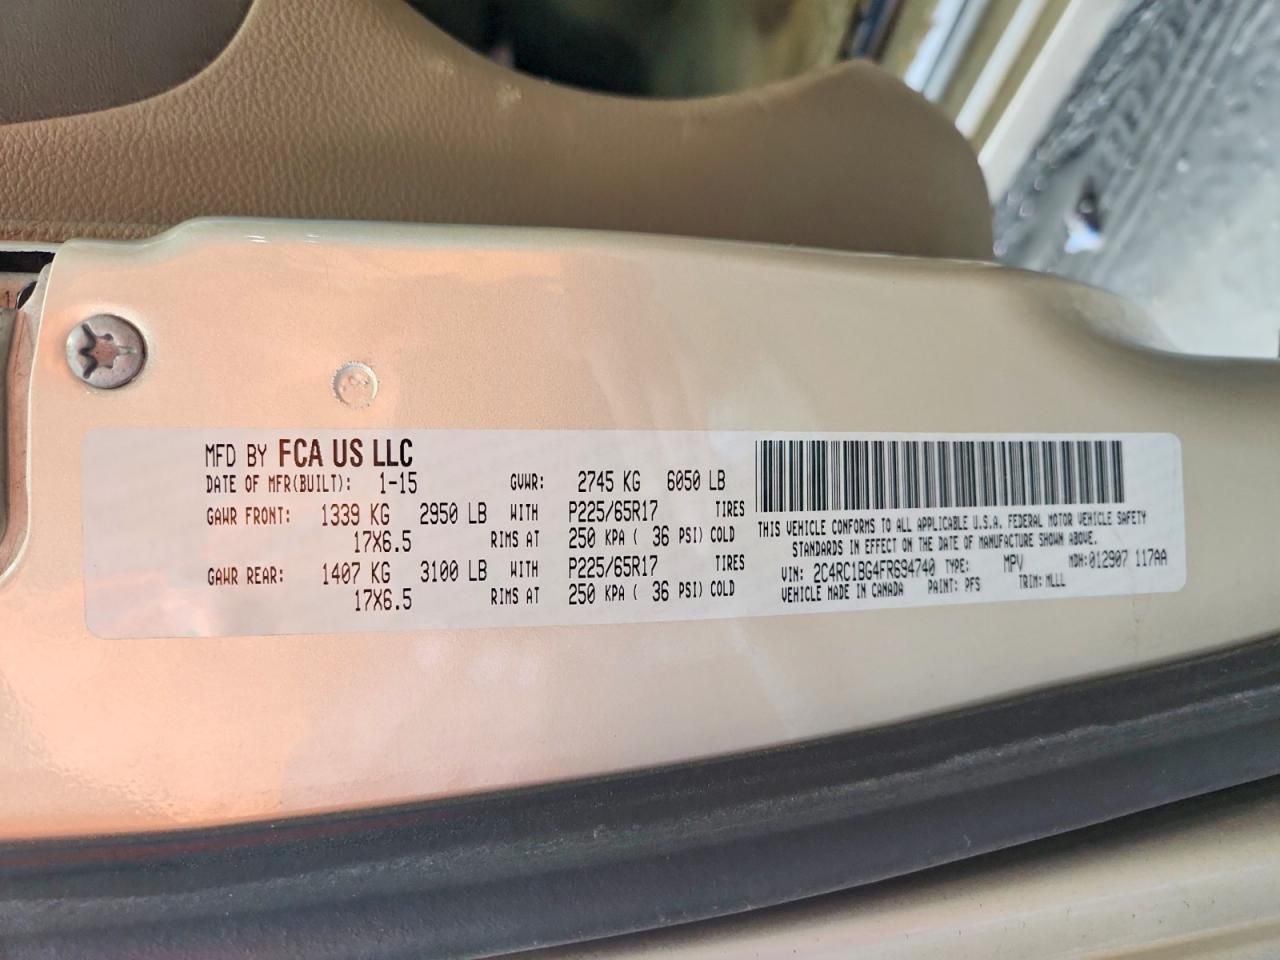 MFD BY FCA US LLC
DATE OF MFR(BUILT): 1-15 GVWR: 2745 KG 6050 LB
GAWR FRONT: 1339 KG 2950 LB WITH P225/65R17 TIRES
17X6.5 RIMS AT 250 KPA ( 36 PSI) COLD
GAWR REAR: 1407 KG 3100 LB WITH P225/65R17 TIRES
17X6.5 RIMS AT 250 KPA ( 36 PSI) COLD
THIS VEHICLE CONFORMS TO ALL APPLICABLE U.S.A. FEDERAL MOTOR VEHICLE SAFETY
STANDARDS IN EFFECT ON THE DATE OF MANUFACTURE SHOWN ABOVE.
VIN: 2C4RC1BG4FR694740 TYPE: MPV MDH:012907 117AA
VEHICLE MADE IN CANADA PAINT: PFS TRIM: MLLL